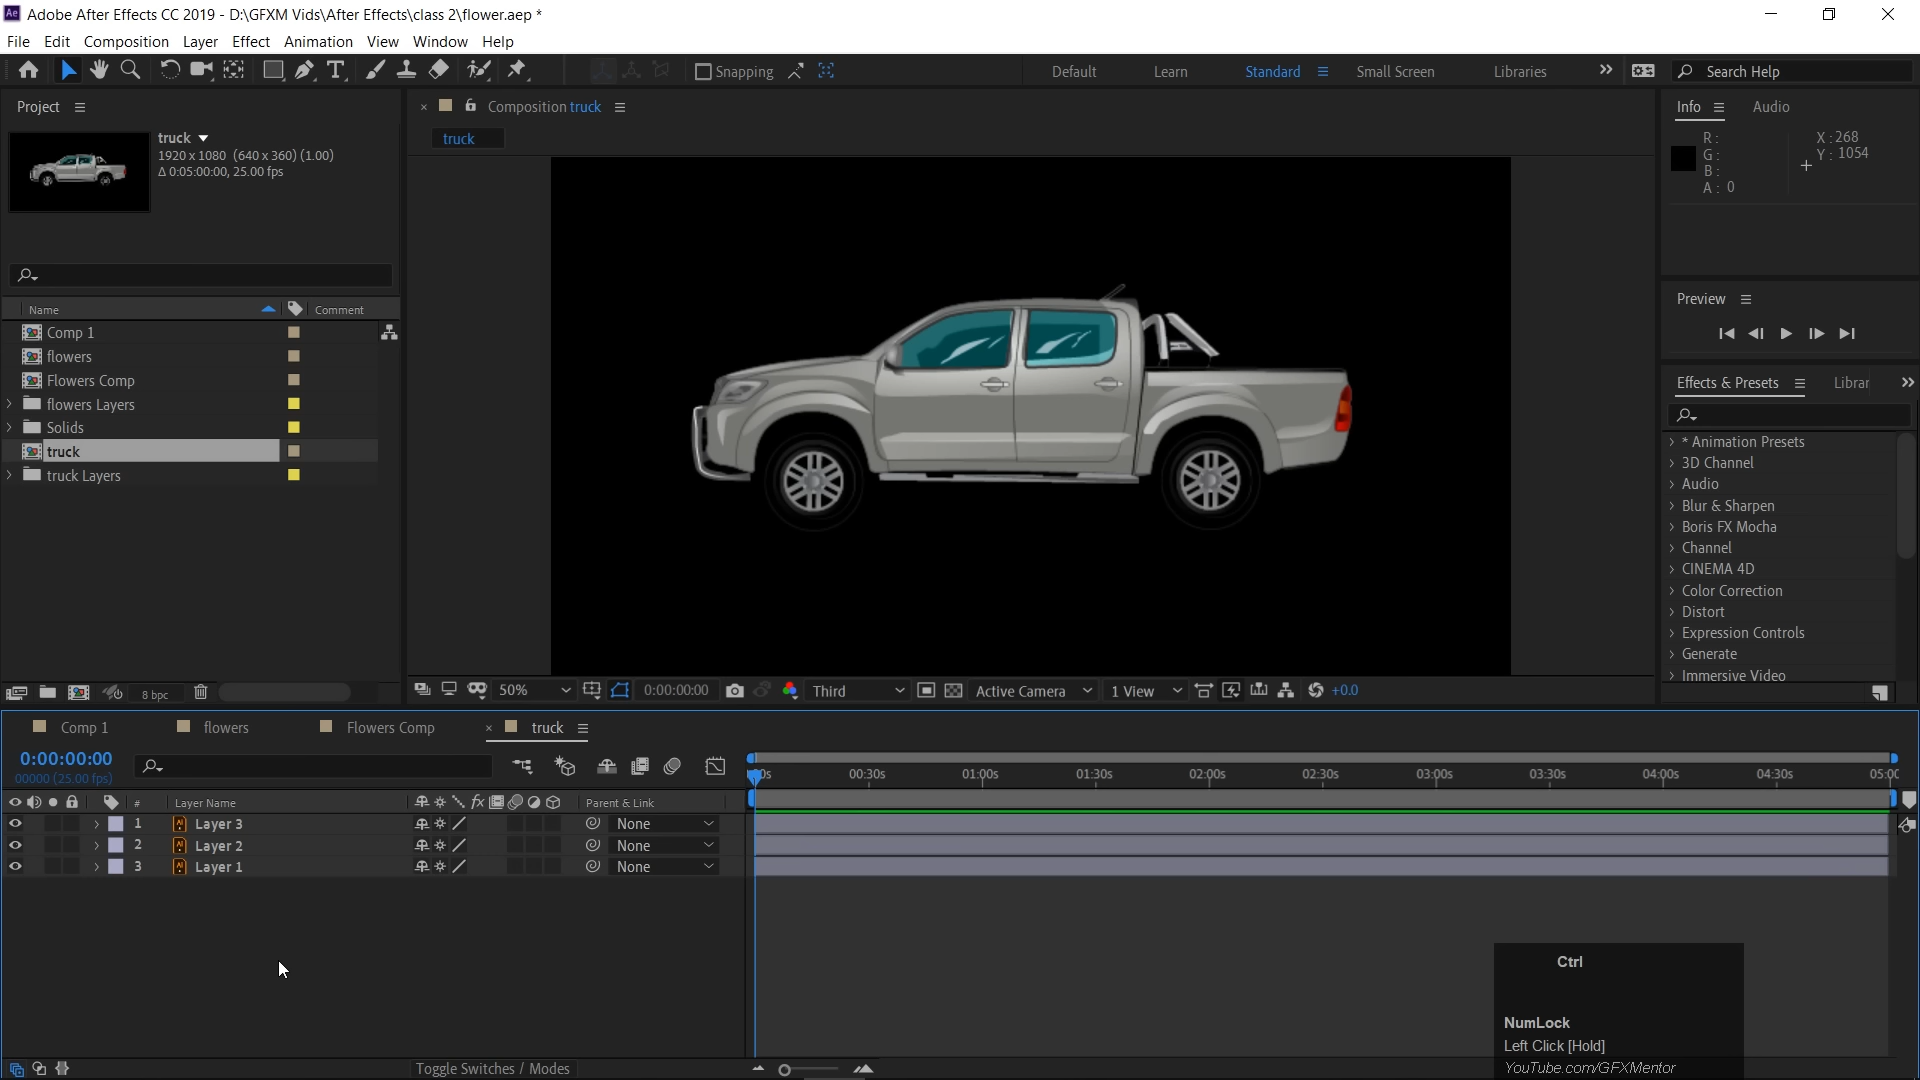 Ae Adobe After Effects CC 2019 - D:\GFXM Vids\After Effects\class 2\flower.aep *
File Edit Composition Layer Effect Animation View Window Help
Snapping Default Learn Standard Small Screen Libraries Search Help
Project
Composition truck
Info Audio
truck
1920 x 1080 (640 x 360) (1.00)
Δ 0:05:00:00, 25.00 fps
truck
R :
G :
B :
A : 0
X : 268
Y : 1054
Name Comment
Comp 1
flowers
Flowers Comp
flowers Layers
Solids
truck
truck Layers
Preview
Effects & Presets Librar
* Animation Presets
3D Channel
Audio
Blur & Sharpen
Boris FX Mocha
Channel
CINEMA 4D
Color Correction
Distort
Expression Controls
Generate
Immersive Video
8 bpc
50% 0:00:00:00 Third Active Camera 1 View +0.0
Comp 1 flowers Flowers Comp truck
0:00:00:00
00000 (25.00 fps)
00:30s 01:00s 01:30s 02:00s 02:30s 03:00s 03:30s 04:00s 04:30s 05:00
# Layer Name fx Parent & Link
1 Layer 3 None
2 Layer 2 None
3 Layer 1 None
Ctrl
NumLock
Left Click [Hold]
YouTube.com/GFXMentor
Toggle Switches / Modes